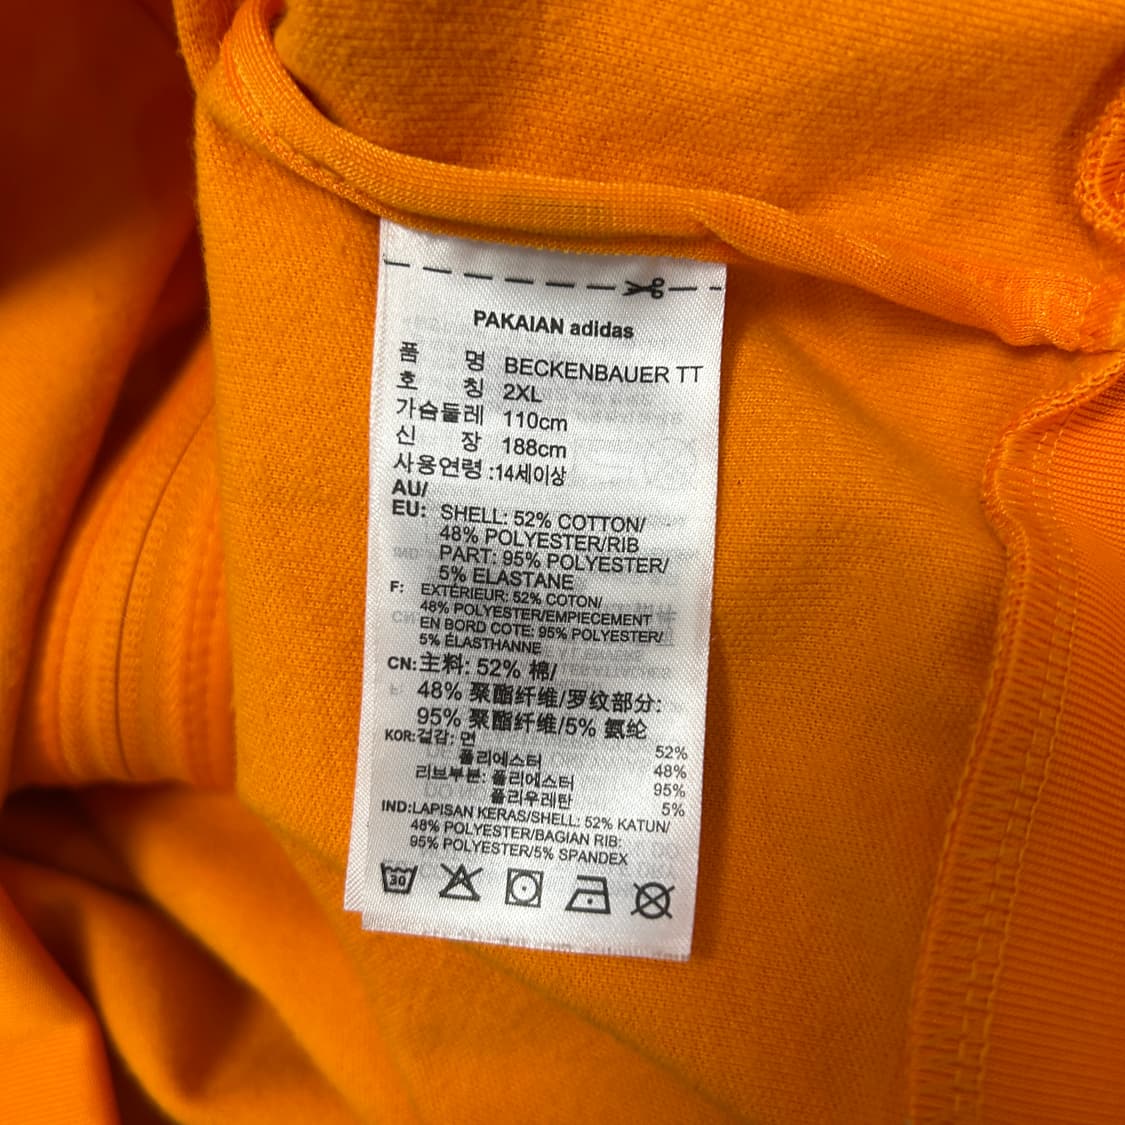 PAKAIAN adidas
품 명 BECKENBAUER TT
호 칭 2XL
가슴둘레 110cm
신 장 188cm
사용연령 :14세이상
AU/
EU: SHELL: 52% COTTON/
48% POLYESTER/RIB
PART: 95% POLYESTER/
5% ELASTANE
F: EXTÉRIEUR: 52% COTON/
48% POLYESTER/EMPIECEMENT
EN BORD COTE: 95% POLYESTER/
5% ÉLASTHANNE
CN: 主料: 52% 棉/
48% 聚酯纤维/罗纹部分:
95% 聚酯纤维/5% 氨纶
KOR: 겉감: 면 52%
폴리에스터 48%
리브부분: 폴리에스터 95%
폴리우레탄 5%
IND: LAPISAN KERAS/SHELL: 52% KATUN/
48% POLYESTER/BAGIAN RIB:
95% POLYESTER/5% SPANDEX
30